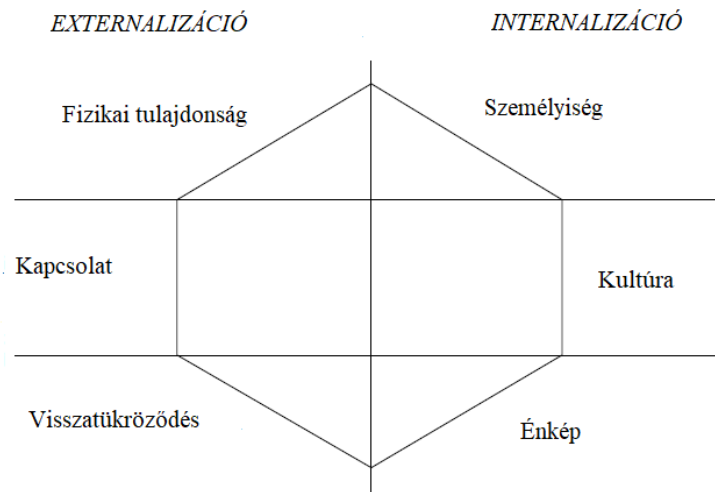 EXTERNALIZÁCIÓ
INTERNALIZÁCIÓ
Fizikai tulajdonság
Személyiség
Kapcsolat
Kultúra
Visszatükröződés
Énkép